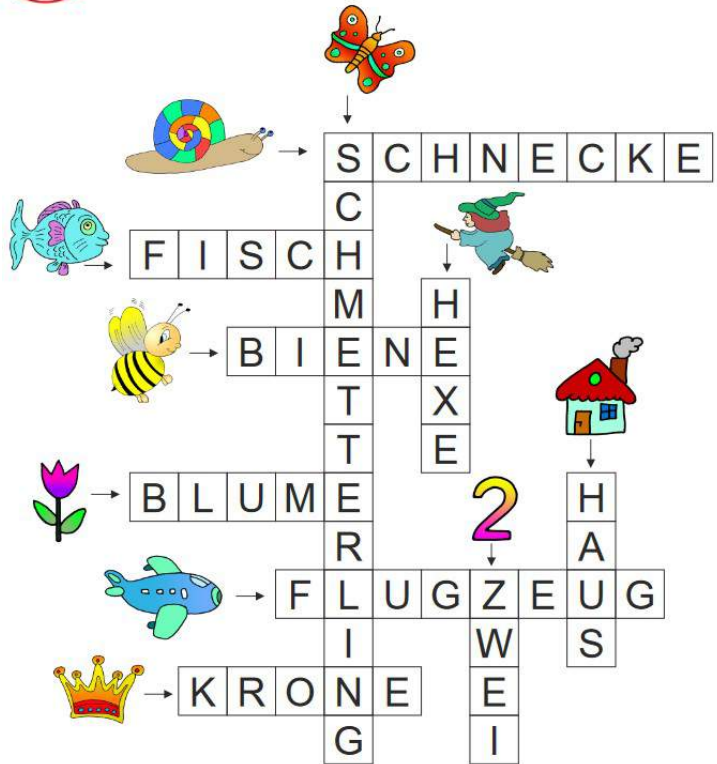 SCHNECKE
SCHMETTERLING
FISCH
HEXE
BIENE
BLUME
2
HAUS
FLUGZEUG
ZWEI
KRONE